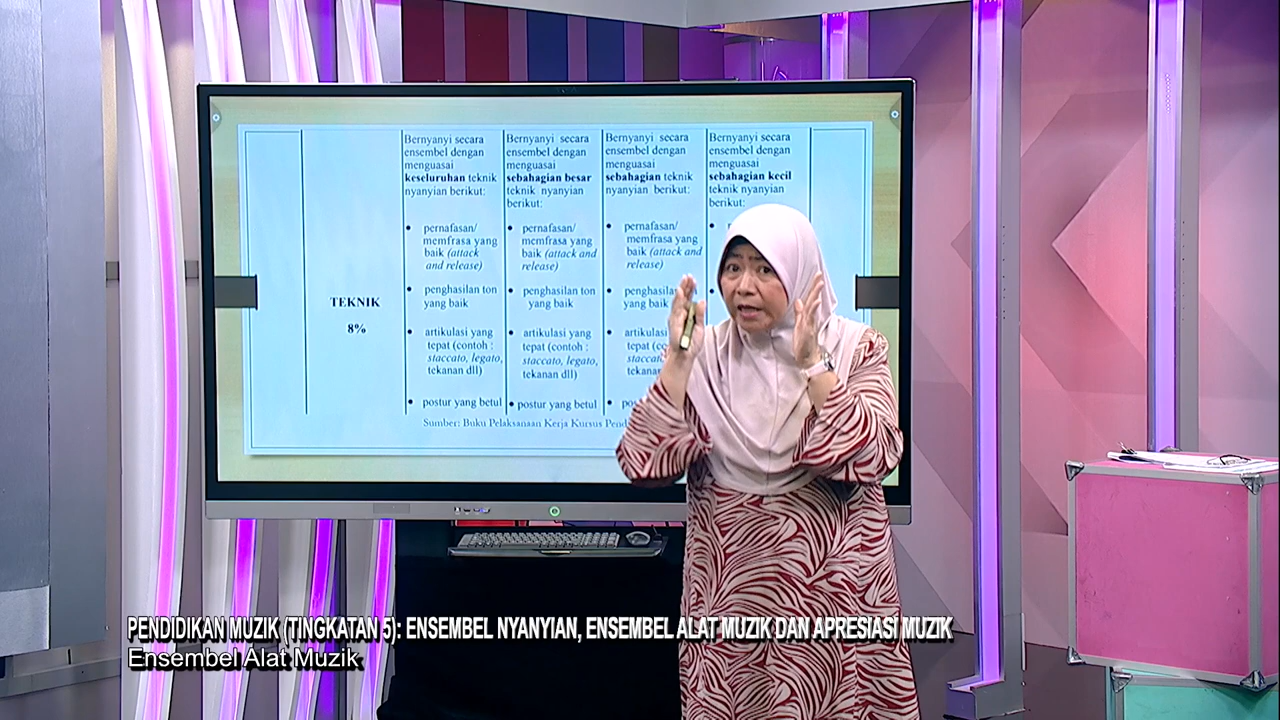 TEKNIK
8%
Bernyanyi secara
ensembel dengan
menguasai
keseluruhan teknik
nyanyian berikut:
• pernafasan/
memfrasa yang
baik (attack
and release)
• penghasilan ton
yang baik
• artikulasi yang
tepat (contoh :
staccato, legato,
tekanan dll)
• postur yang betul
Bernyanyi secara
ensembel dengan
menguasai
sebahagian besar
teknik nyanyian
berikut:
• pernafasan/
memfrasa yang
baik (attack and
release)
• penghasilan ton
yang baik
• artikulasi yang
tepat (contoh :
staccato, legato,
tekanan dll)
• postur yang betul
Bernyanyi secara
ensembel dengan
menguasai
sebahagian teknik
nyanyian berikut:
• pernafasan/
memfrasa yang
baik (attack and
release)
•
yang baik
•
tepat
staccato,
tekanan
•
Bernyanyi secara
ensembel dengan
menguasai
sebahagian kecil
teknik nyanyian
berikut:
•
Sumber: Buku Pelaksanaan Kerja Kursus
PENDIDIKAN MUZIK (TINGKATAN 5): ENSEMBEL NYANYIAN, ENSEMBEL ALAT MUZIK DAN APRESIASI MUZIK
Ensembel Alat Muzik